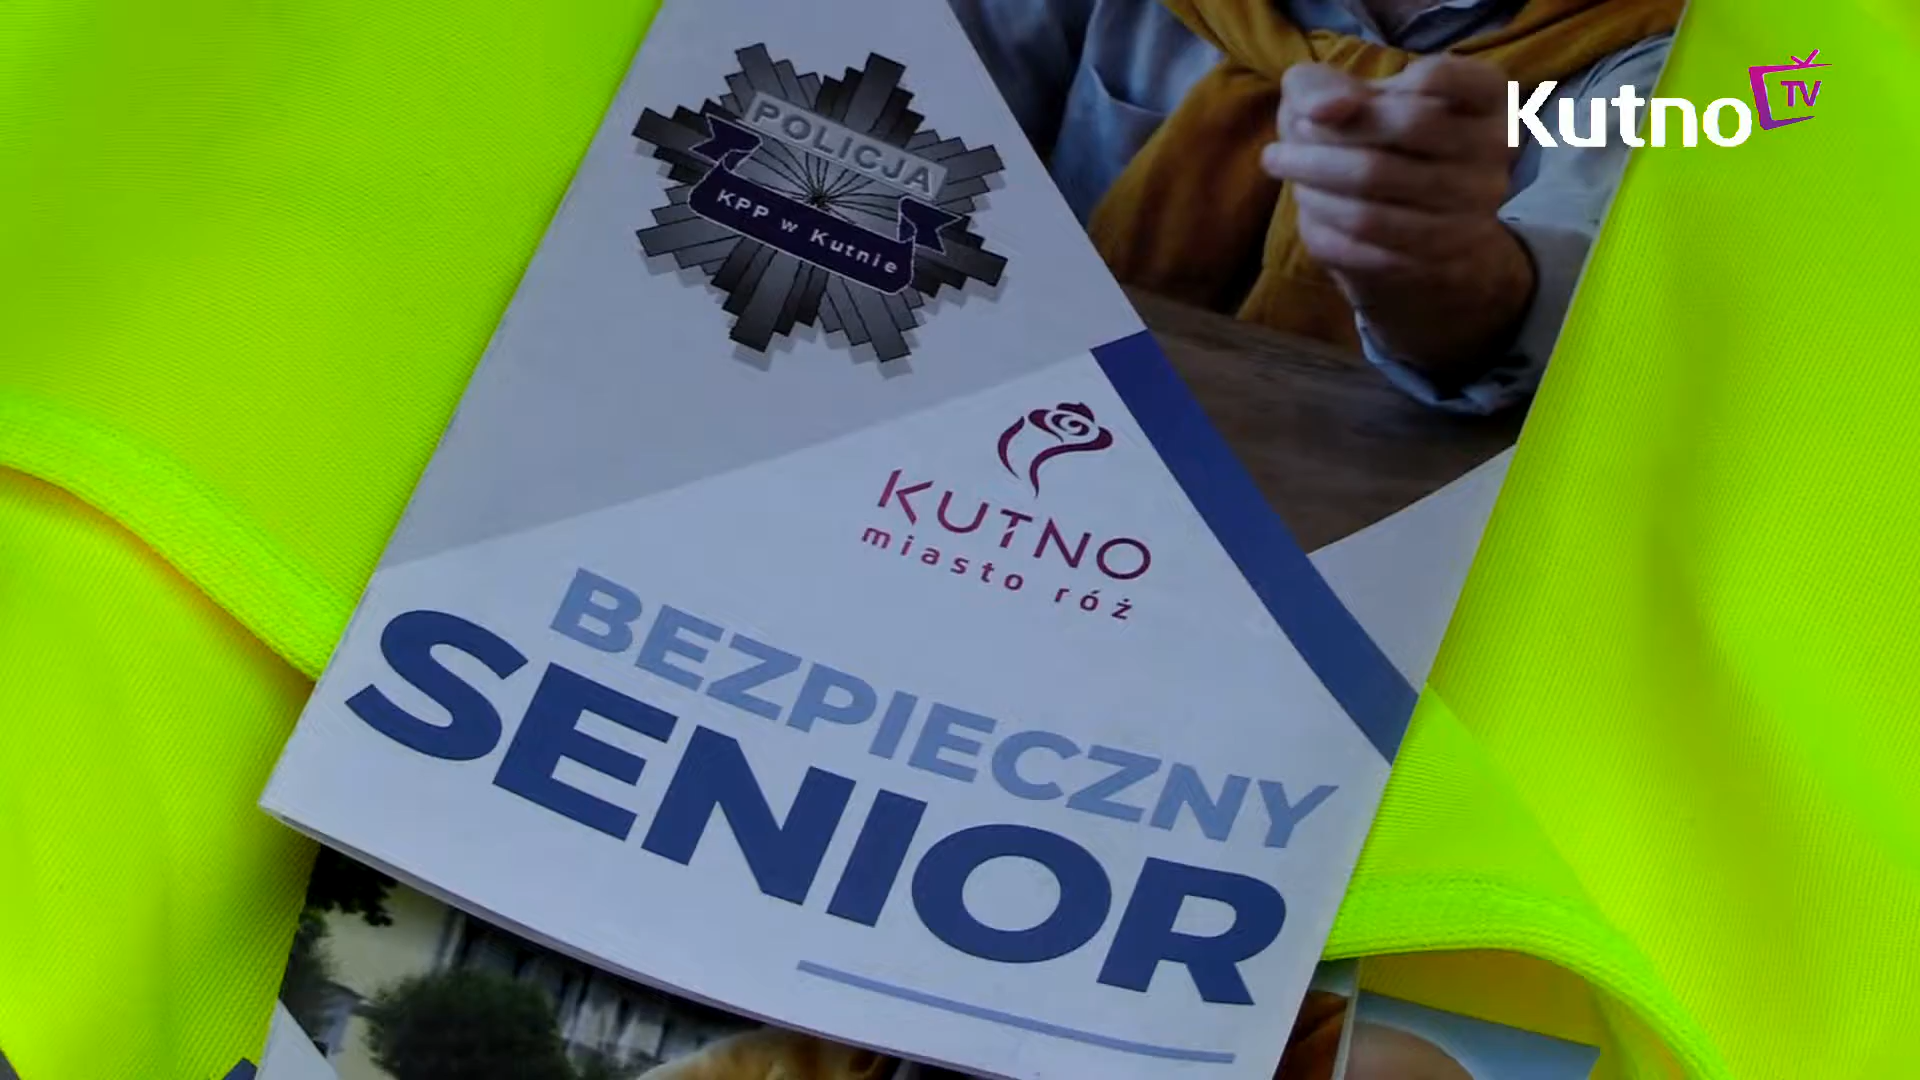 Kutno TV
POLICJA
KPP w Kutnie
KUTNO
miasto róż
BEZPIECZNY
SENIOR